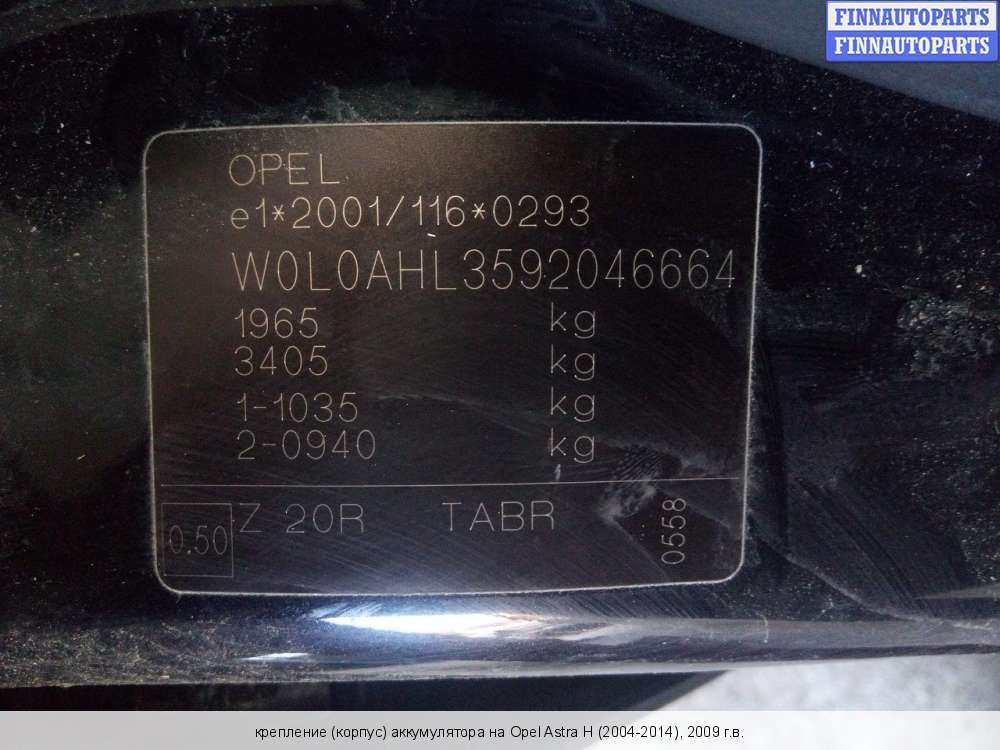 FINNAUTOPARTS
FINNAUTOPARTS
OPEL
e1*2001/116*0293
W0L0AHL3592046664
1965 kg
3405 kg
1-1035 kg
2-0940 kg
0.50 Z 20R TABR 0558
крепление (корпус) аккумулятора на Opel Astra H (2004-2014), 2009 г.в.